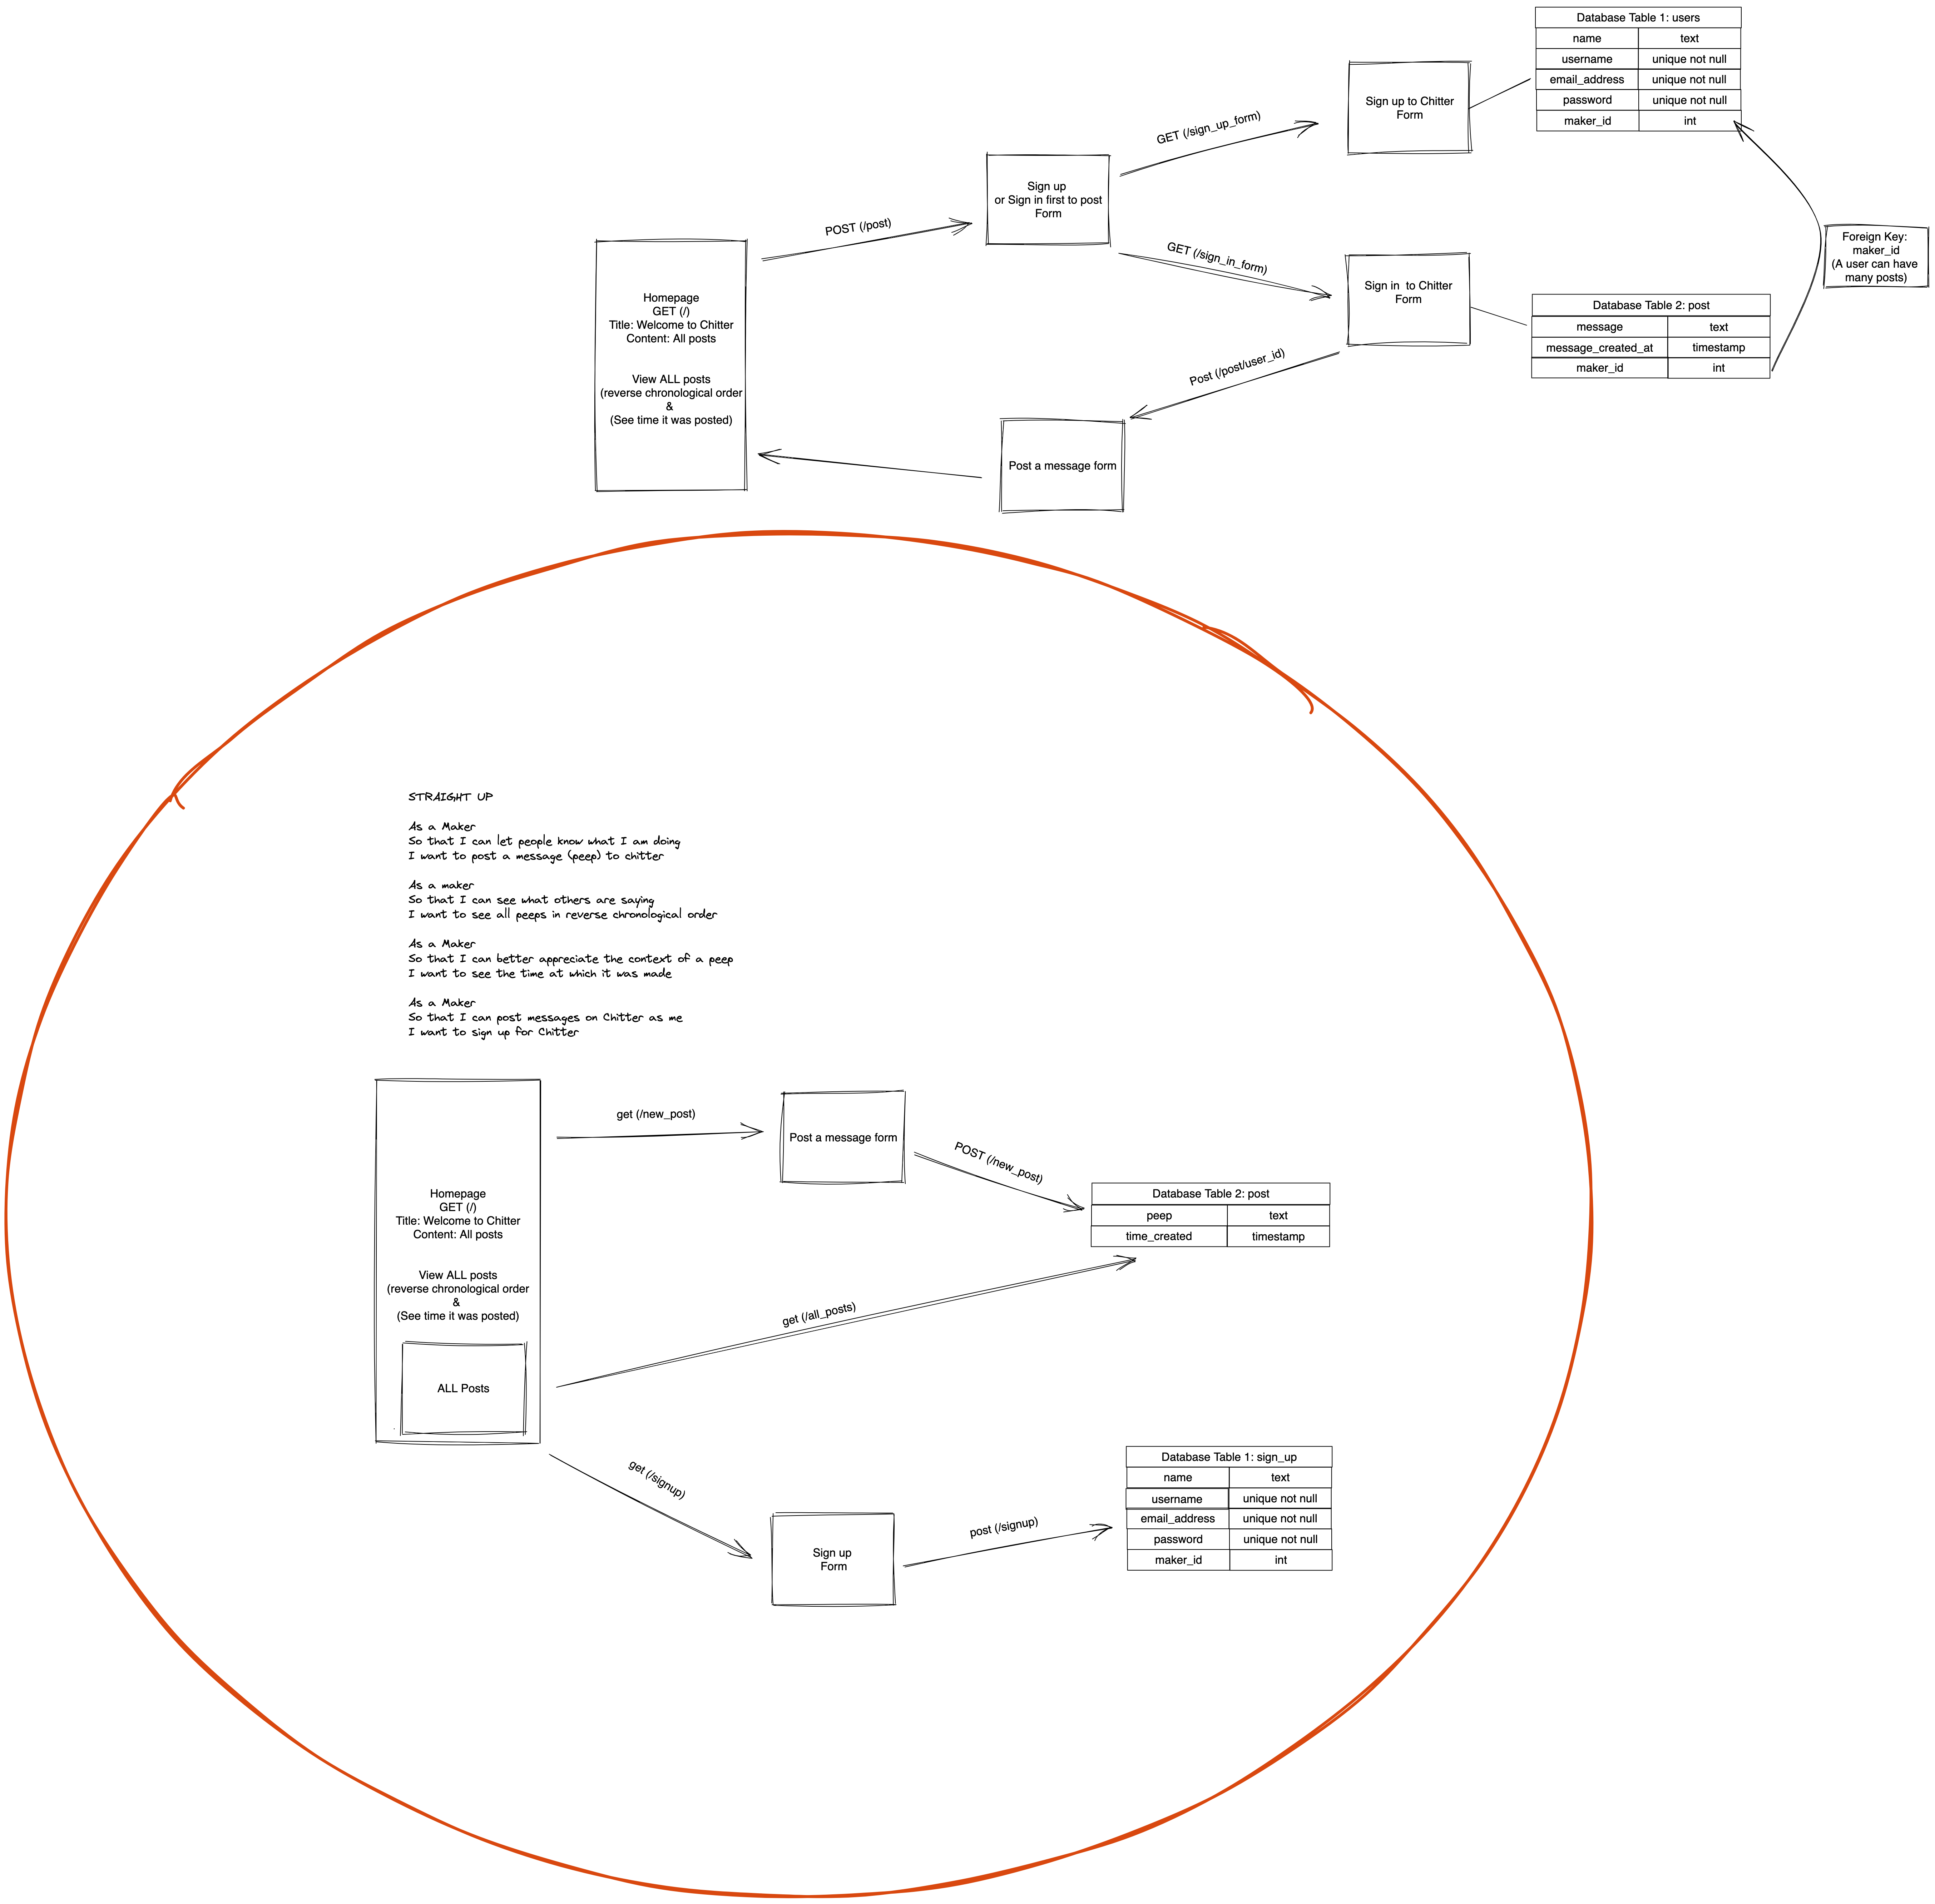 Database Table 1: users
name text
username unique not null
email_address unique not null
password unique not null
maker_id int
Sign up to Chitter
Form
GET (/sign_up_form)
Sign up
or Sign in first to post
Form
POST (/post)
GET (/sign_in_form)
Foreign Key:
maker_id
(A user can have
many posts)
Sign in to Chitter
Form
Homepage
GET (/)
Title: Welcome to Chitter
Content: All posts
View ALL posts
(reverse chronological order
&
(See time it was posted)
Database Table 2: post
message text
message_created_at timestamp
maker_id int
Post (/post/user_id)
Post a message form
STRAIGHT UP
As a Maker
So that I can let people know what I am doing
I want to post a message (peep) to chitter
As a maker
So that I can see what others are saying
I want to see all peeps in reverse chronological order
As a Maker
So that I can better appreciate the context of a peep
I want to see the time at which it was made
As a Maker
So that I can post messages on Chitter as me
I want to sign up for Chitter
get (/new_post)
Post a message form
POST (/new_post)
Homepage
GET (/)
Title: Welcome to Chitter
Content: All posts
View ALL posts
(reverse chronological order
&
(See time it was posted)
ALL Posts
Database Table 2: post
peep text
time_created timestamp
get (/all_posts)
get (/signup)
Sign up
Form
post (/signup)
Database Table 1: sign_up
name text
username unique not null
email_address unique not null
password unique not null
maker_id int